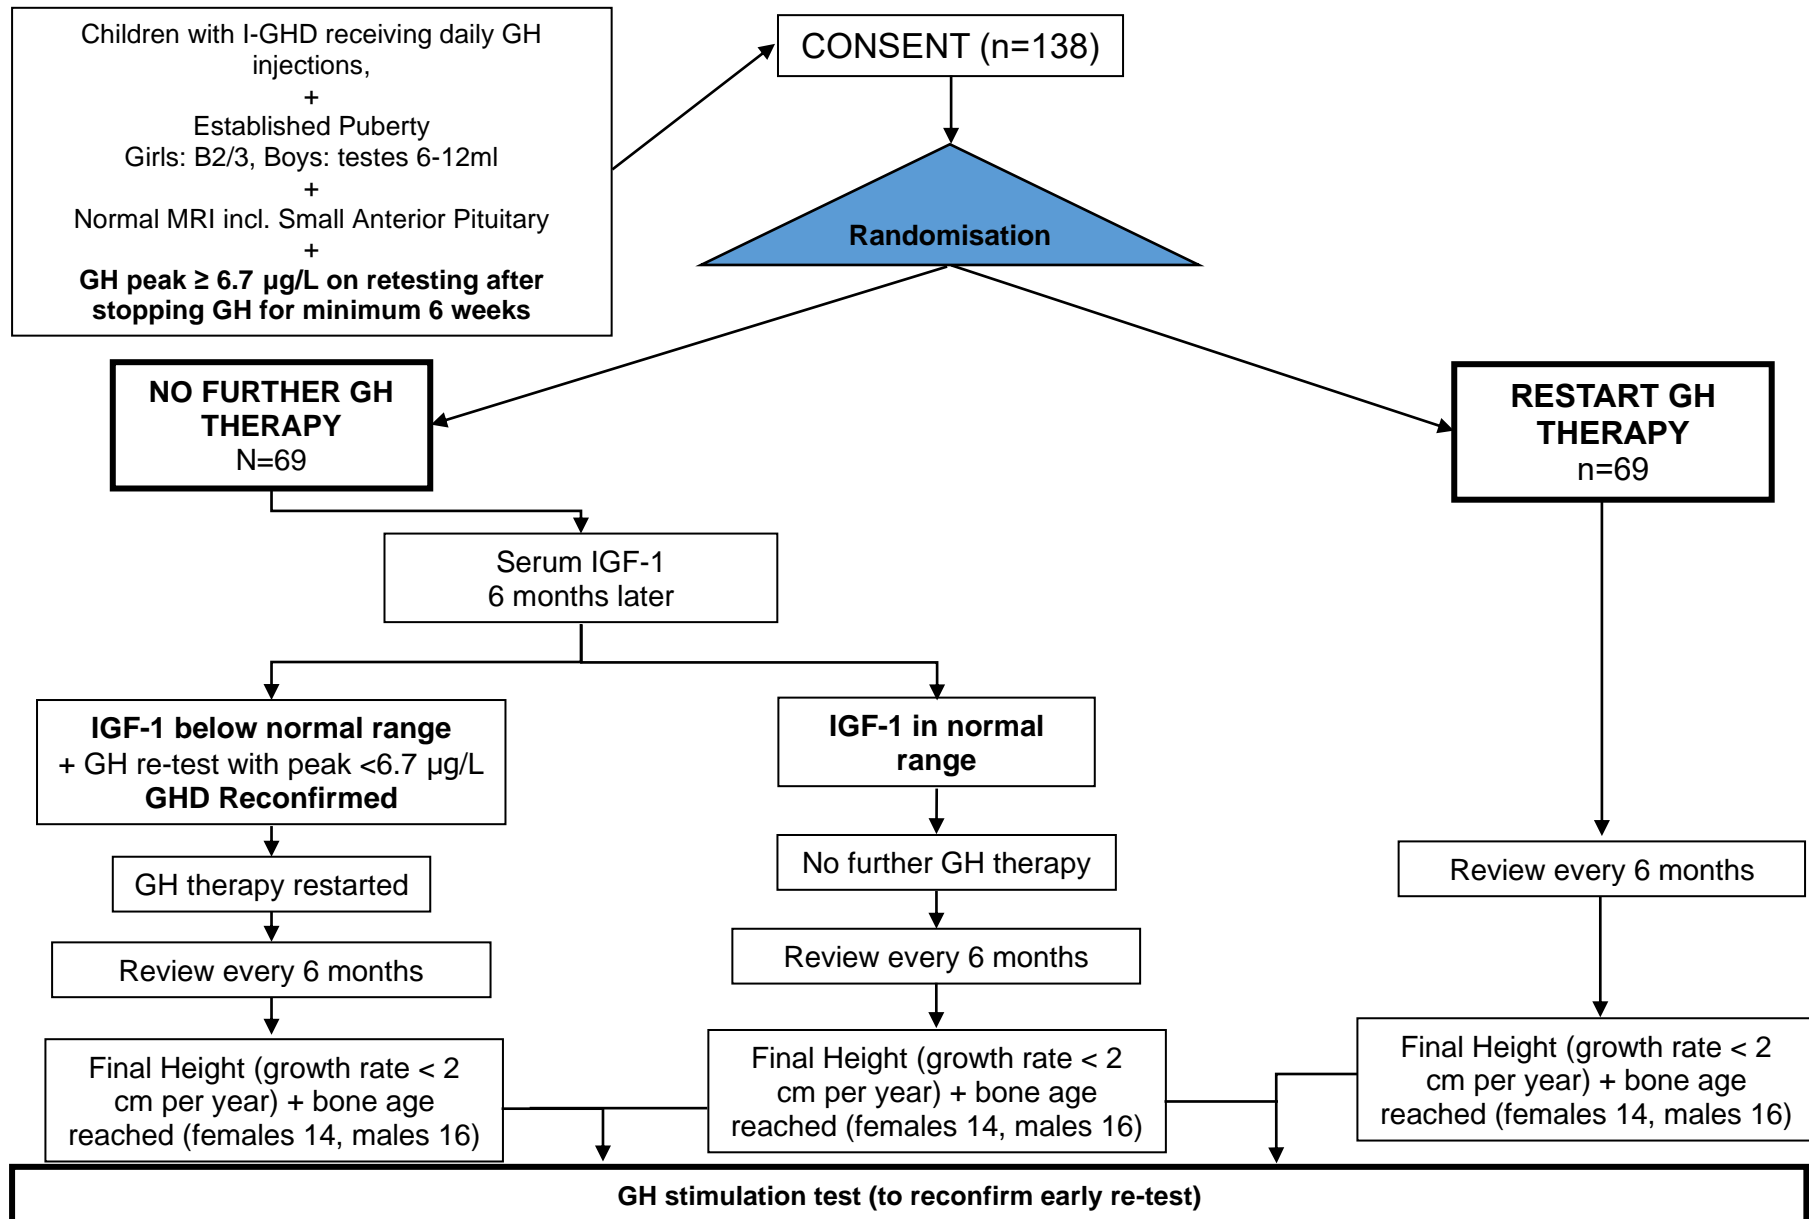 Children with I-GHD receiving daily GH
injections,
+
Established Puberty
Girls: B2/3, Boys: testes 6-12ml
+
Normal MRI incl. Small Anterior Pituitary
+
GH peak ≥ 6.7 µg/L on retesting after
stopping GH for minimum 6 weeks
CONSENT (n=138)
Randomisation
NO FURTHER GH
THERAPY
N=69
RESTART GH
THERAPY
n=69
Serum IGF-1
6 months later
IGF-1 below normal range
+ GH re-test with peak <6.7 µg/L
GHD Reconfirmed
IGF-1 in normal
range
GH therapy restarted
No further GH therapy
Review every 6 months
Review every 6 months
Review every 6 months
Final Height (growth rate < 2
cm per year) + bone age
reached (females 14, males 16)
Final Height (growth rate < 2
cm per year) + bone age
reached (females 14, males 16)
Final Height (growth rate < 2
cm per year) + bone age
reached (females 14, males 16)
GH stimulation test (to reconfirm early re-test)